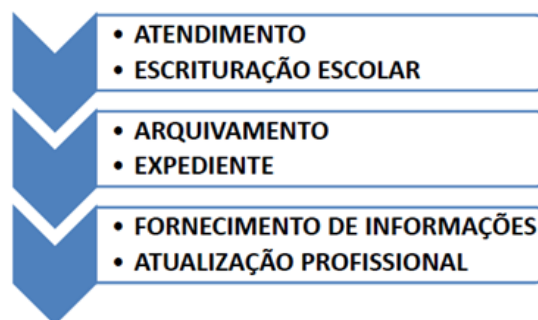 • ATENDIMENTO
• ESCRITURAÇÃO ESCOLAR
• ARQUIVAMENTO
• EXPEDIENTE
• FORNECIMENTO DE INFORMAÇÕES
• ATUALIZAÇÃO PROFISSIONAL